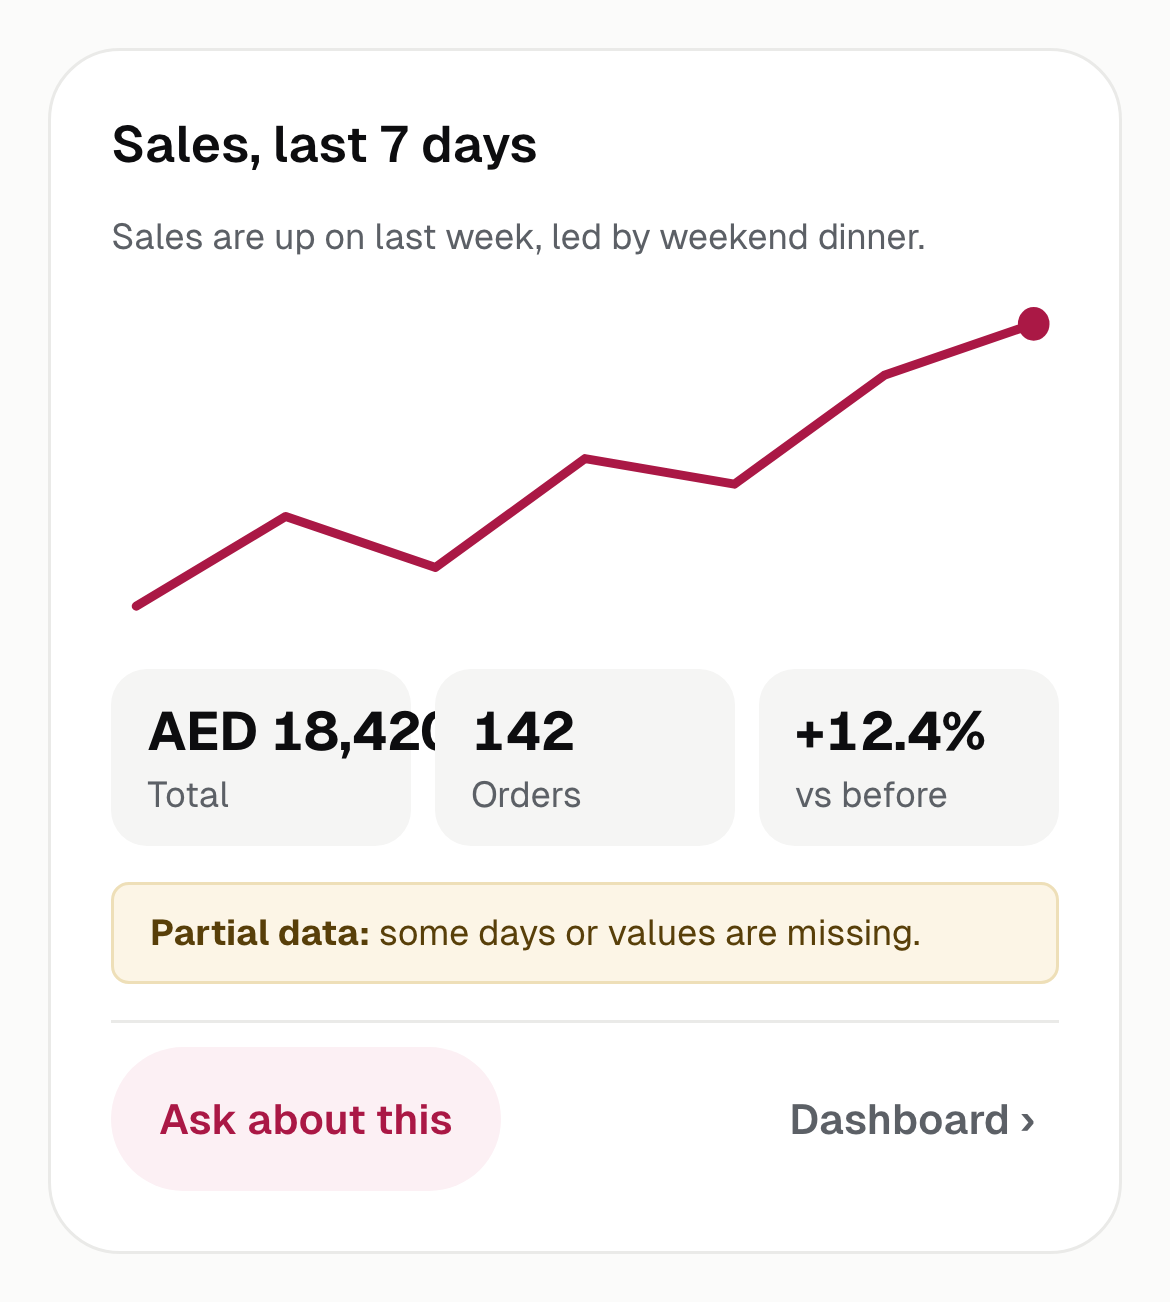 Sales, last 7 days
Sales are up on last week, led by weekend dinner.
AED 18,420
Total
142
Orders
+12.4%
vs before
Partial data: some days or values are missing.
Ask about this
Dashboard ›